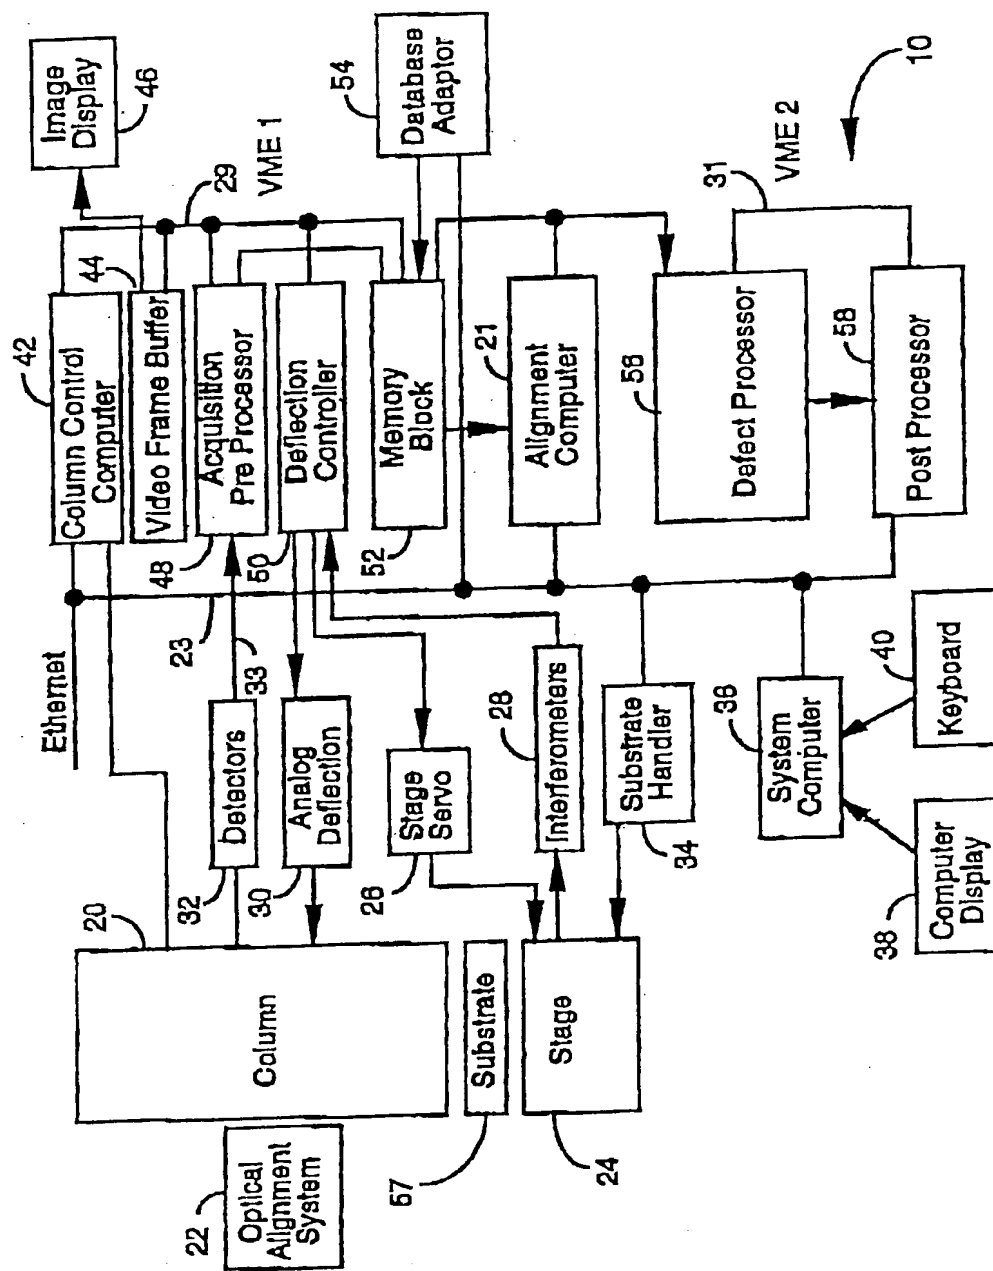 22
Optical
Alignment
System
20
Column
57
Substrate
24
Stage
32
Detectors
33
30
Analog
Deflection
26
Stage
Servo
28
Interferometers
34
Substrate
Handler
36
System
Computer
38
Computer
Display
40
Keyboard
Ethernet
23
42
Column Control
Computer
44
Video Frame Buffer
48
Acquisition
Pre Processor
50
Deflection
Controller
52
Memory
Block
21
Alignment
Computer
56
Defect Processor
58
Post Processor
29
VME 1
31
VME 2
46
Image
Display
54
Database
Adaptor
10